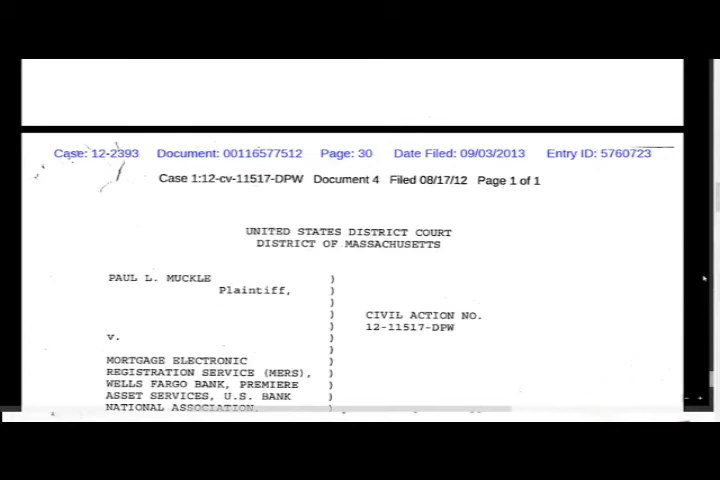 Case: 12-2393 Document: 00116577512 Page: 30 Date Filed: 09/03/2013 Entry ID: 5760723
Case 1:12-cv-11517-DPW Document 4 Filed 08/17/12 Page 1 of 1
UNITED STATES DISTRICT COURT
DISTRICT OF MASSACHUSETTS
PAUL L. MUCKLE )
Plaintiff, )
)
) CIVIL ACTION NO.
) 12-11517-DPW
v. )
)
MORTGAGE ELECTRONIC )
REGISTRATION SERVICE (MERS), )
WELLS FARGO BANK, PREMIERE )
ASSET SERVICES, U.S. BANK )
NATIONAL ASSOCIATION, )